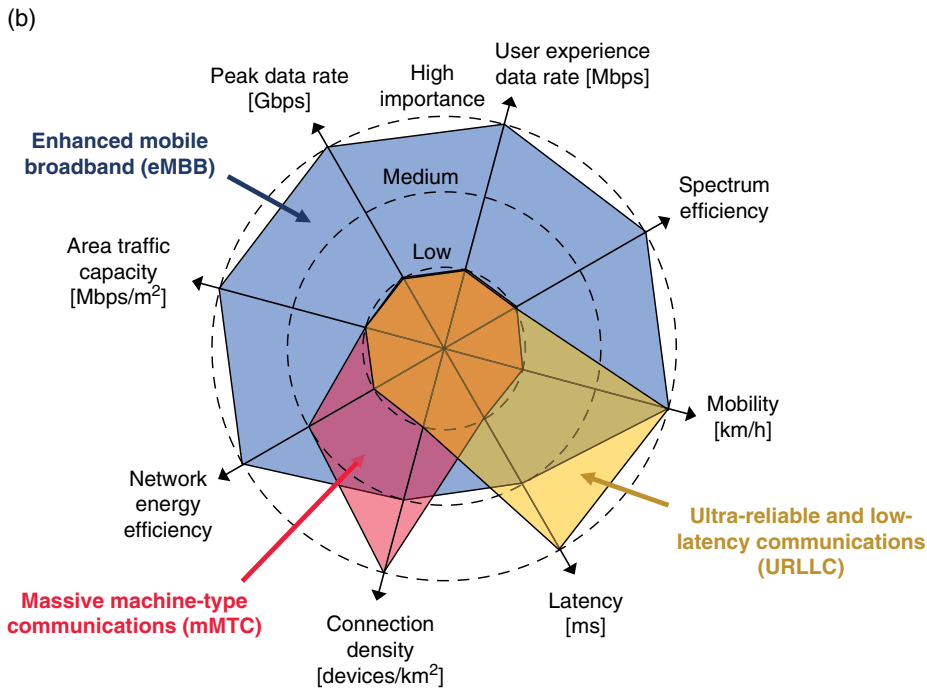 (b)
User experience
data rate [Mbps]
Peak data rate
[Gbps]
High
importance
Enhanced mobile
broadband (eMBB)
Medium
Spectrum
efficiency
Low
Area traffic
capacity
[Mbps/m²]
Mobility
[km/h]
Network
energy
efficiency
Ultra-reliable and low-
latency communications
(URLLC)
Massive machine-type
communications (mMTC)
Latency
[ms]
Connection
density
[devices/km²]